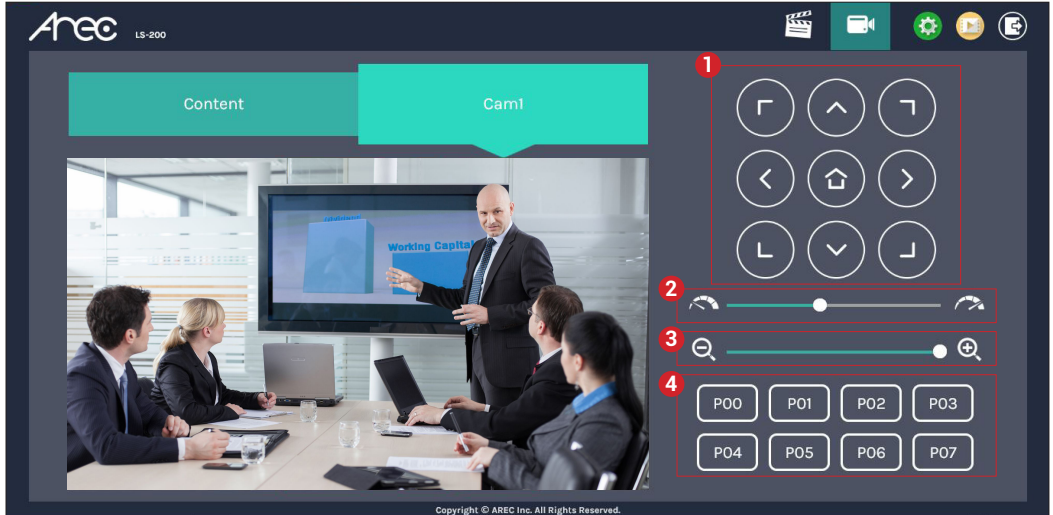 Arec LS-200
Content
Cam1
Working Capital
1
2
3
4
P00 P01 P02 P03
P04 P05 P06 P07
Copyright © AREC Inc. All Rights Reserved.